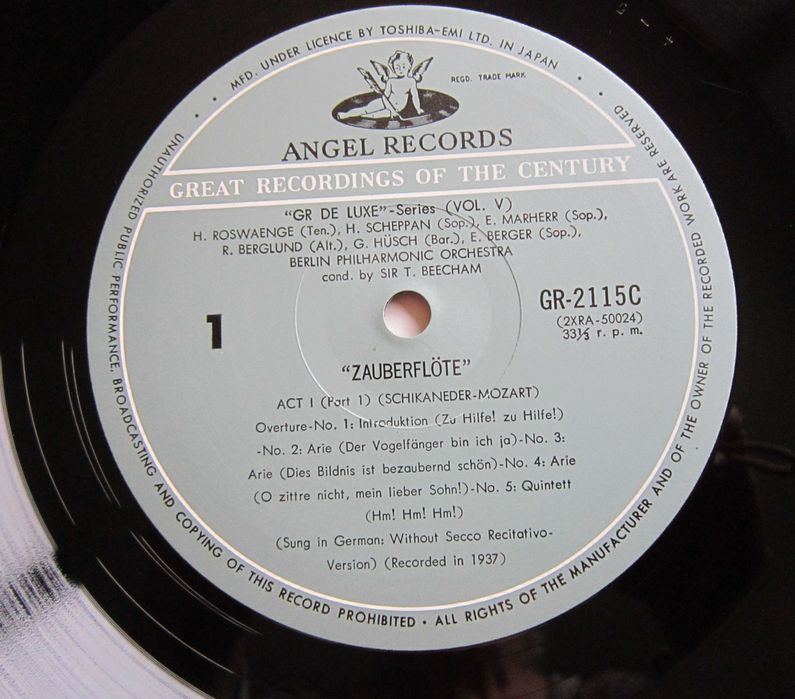 MFD. UNDER LICENCE BY TOSHIBA-EMI LTD. IN JAPAN
REGD. TRADE MARK
ANGEL RECORDS
GREAT RECORDINGS OF THE CENTURY
"GR DE LUXE"-Series (VOL. V)
H. ROSWAENGE (Ten.), H. SCHEPPAN (Sop.), E. MARHERR (Sop.),
R. BERGLUND (Alt.), G. HÜSCH (Bar.), E. BERGER (Sop.),
BERLIN PHILHARMONIC ORCHESTRA
cond. by SIR T. BEECHAM
1
GR-2115C
(2XRA-50024)
33⅓ r. p. m.
"ZAUBERFLÖTE"
ACT I (Part 1) (SCHIKANEDER-MOZART)
Overture-No. 1: Introduktion (Zu Hilfe! zu Hilfe!)
-No. 2: Arie (Der Vogelfänger bin ich ja)-No. 3:
Arie (Dies Bildnis ist bezaubernd schön)-No. 4: Arie
(O zittre nicht, mein lieber Sohn!)-No. 5: Quintett
(Hm! Hm! Hm!)
(Sung in German: Without Secco Recitativo-
Version) (Recorded in 1937)
UNAUTHORIZED PUBLIC PERFORMANCE, BROADCASTING AND COPYING OF THIS RECORD PROHIBITED • ALL RIGHTS OF THE MANUFACTURER AND OF THE OWNER OF THE RECORDED WORK ARE RESERVED